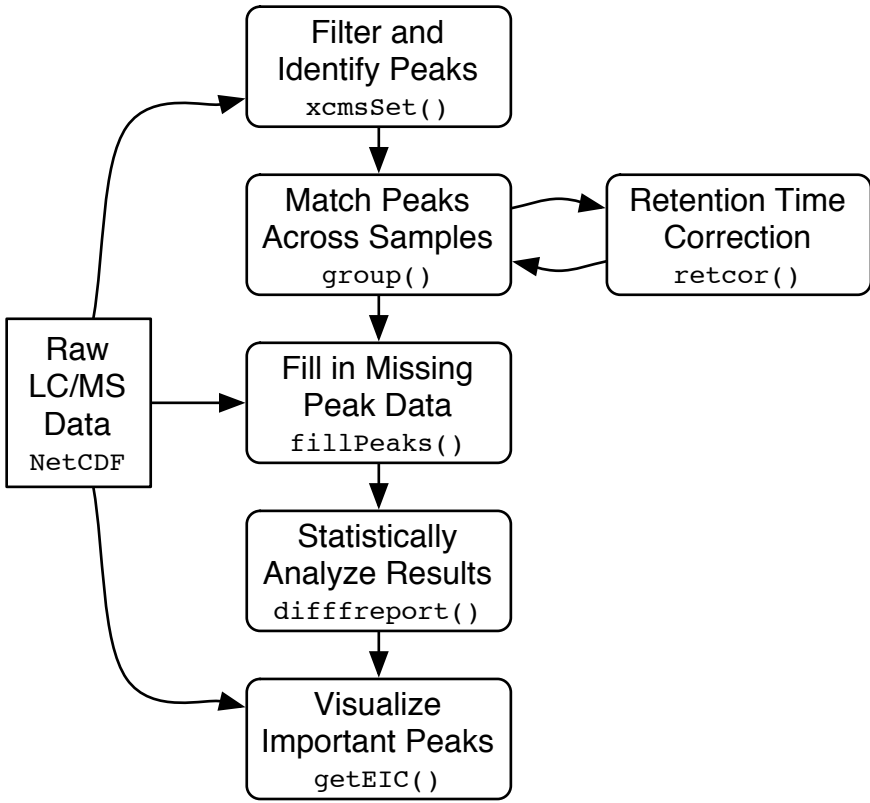 Filter and
Identify Peaks
xcmsSet()
Match Peaks
Across Samples
group()
Retention Time
Correction
retcor()
Raw
LC/MS
Data
NetCDF
Fill in Missing
Peak Data
fillPeaks()
Statistically
Analyze Results
difffreport()
Visualize
Important Peaks
getEIC()